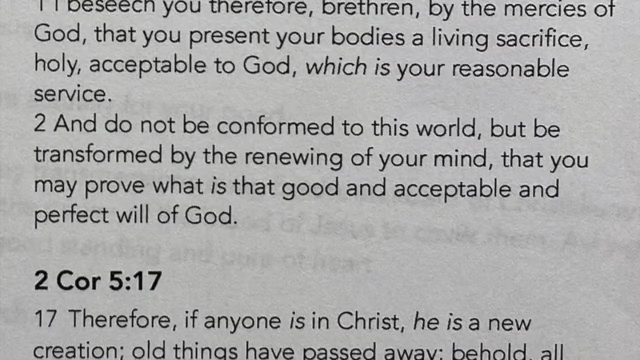 1 I beseech you therefore, brethren, by the mercies of
God, that you present your bodies a living sacrifice,
holy, acceptable to God, which is your reasonable
service.
2 And do not be conformed to this world, but be
transformed by the renewing of your mind, that you
may prove what is that good and acceptable and
perfect will of God.
2 Cor 5:17
17 Therefore, if anyone is in Christ, he is a new
creation; old things have passed away; behold, all